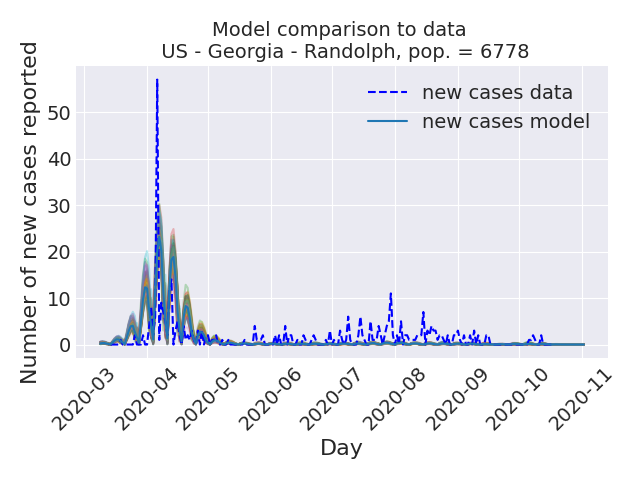 Model comparison to data
US - Georgia - Randolph, pop. = 6778
Number of new cases reported
50
40
30
20
10
0
new cases data
new cases model
2020-03
2020-04
2020-05
2020-06
2020-07
2020-08
2020-09
2020-10
2020-11
Day